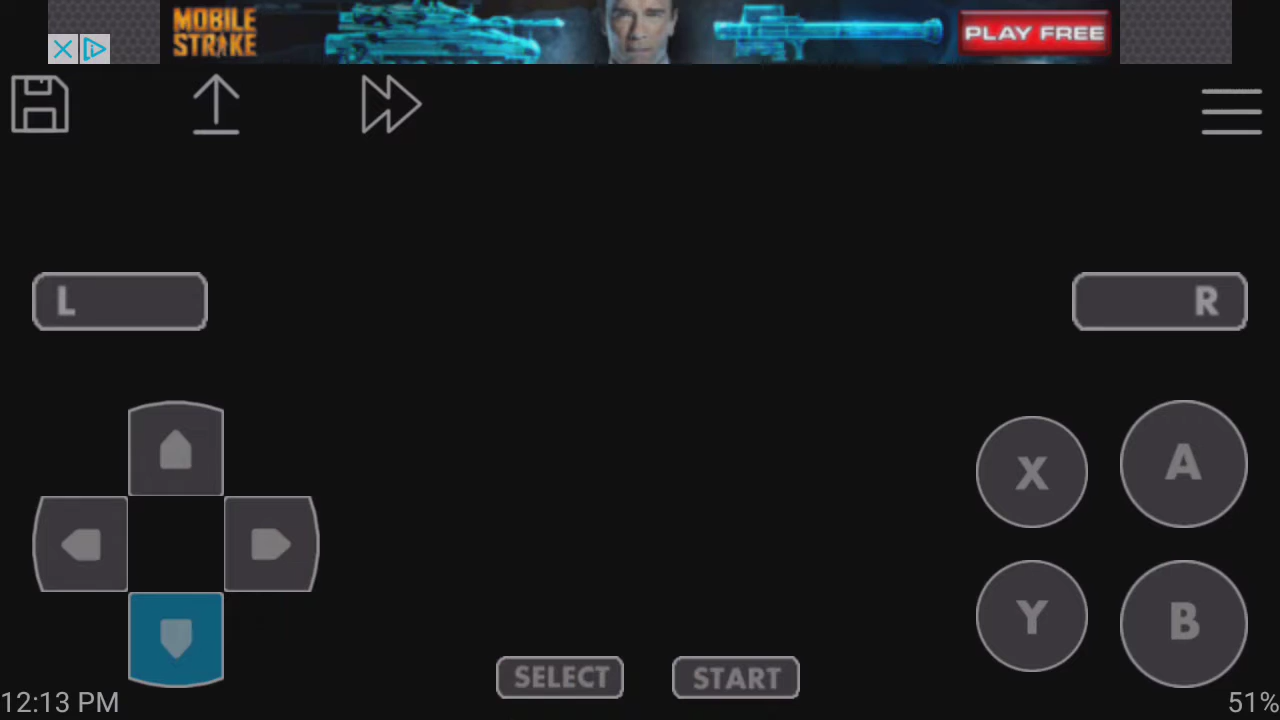 MOBILE
STRIKE
PLAY FREE
L
R
X
A
Y
B
SELECT
START
12:13 PM
51%